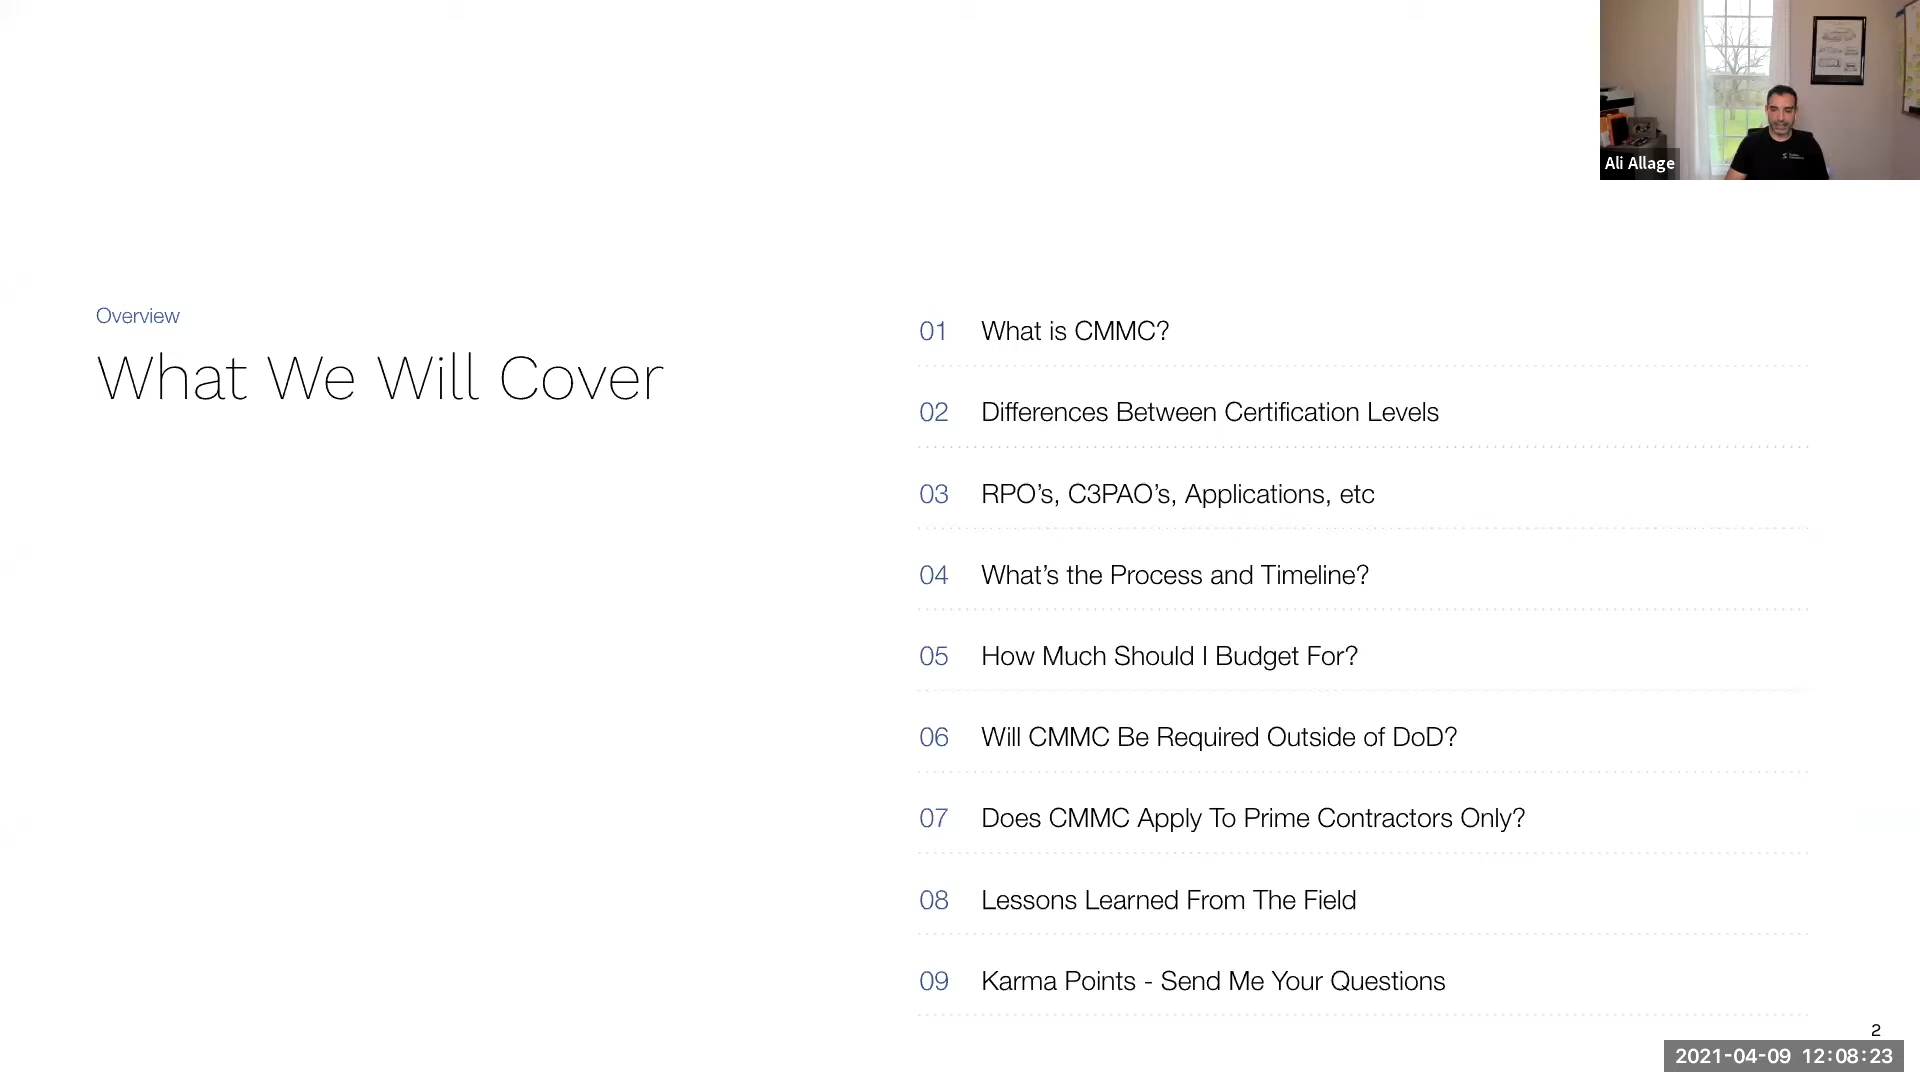 Ali Allage
Overview
What We Will Cover
01 What is CMMC?
02 Differences Between Certification Levels
03 RPO’s, C3PAO’s, Applications, etc
04 What’s the Process and Timeline?
05 How Much Should I Budget For?
06 Will CMMC Be Required Outside of DoD?
07 Does CMMC Apply To Prime Contractors Only?
08 Lessons Learned From The Field
09 Karma Points - Send Me Your Questions
2
2021-04-09 12:08:23